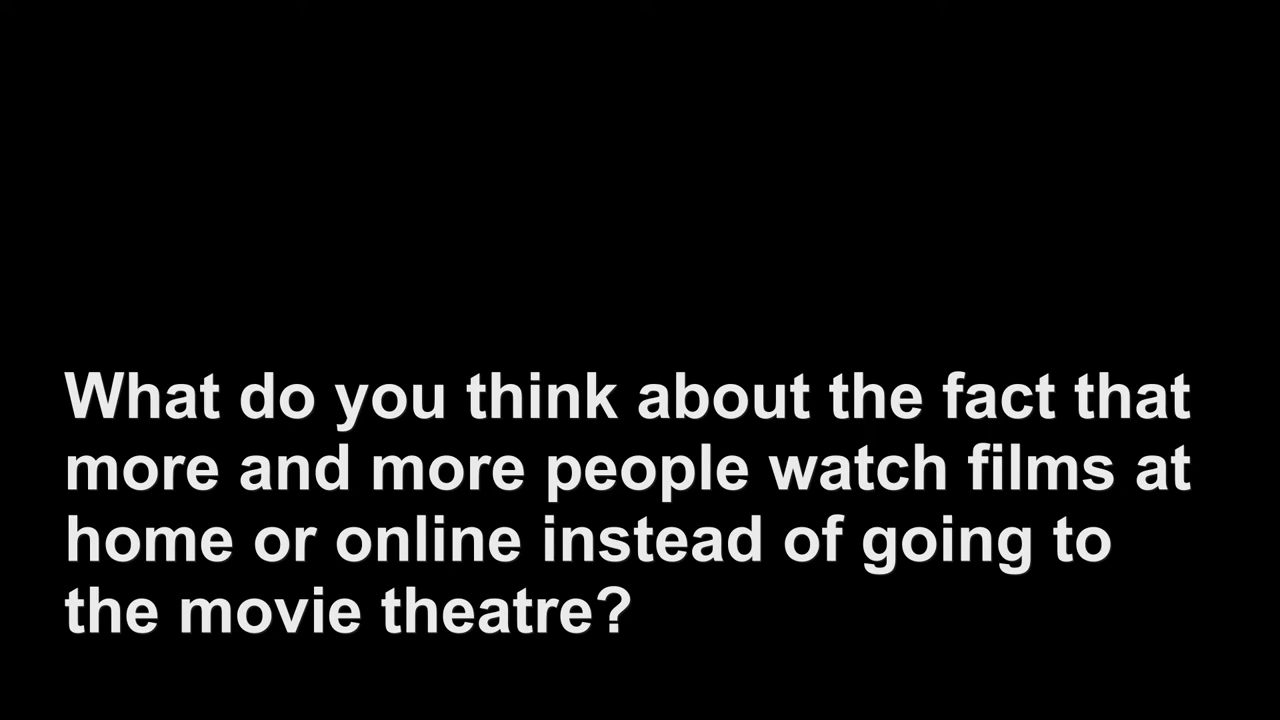 What do you think about the fact that
more and more people watch films at
home or online instead of going to
the movie theatre?